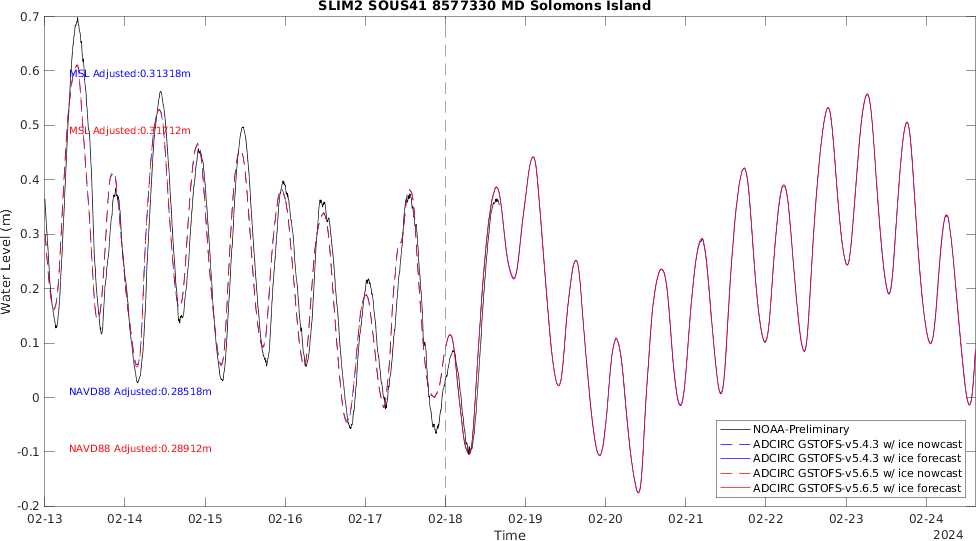 SLIM2 SOUS41 8577330 MD Solomons Island
0.7
0.6
0.5
0.4
0.3
0.2
0.1
0
-0.1
-0.2
Water Level (m)
MSL Adjusted:0.31318m
MSL Adjusted:0.31712m
NAVD88 Adjusted:0.28518m
NAVD88 Adjusted:0.28912m
NOAA-Preliminary
ADCIRC GSTOFS-v5.4.3 w/ ice nowcast
ADCIRC GSTOFS-v5.4.3 w/ ice forecast
ADCIRC GSTOFS-v5.6.5 w/ ice nowcast
ADCIRC GSTOFS-v5.6.5 w/ ice forecast
02-13 02-14 02-15 02-16 02-17 02-18 02-19 02-20 02-21 02-22 02-23 02-24
Time
2024